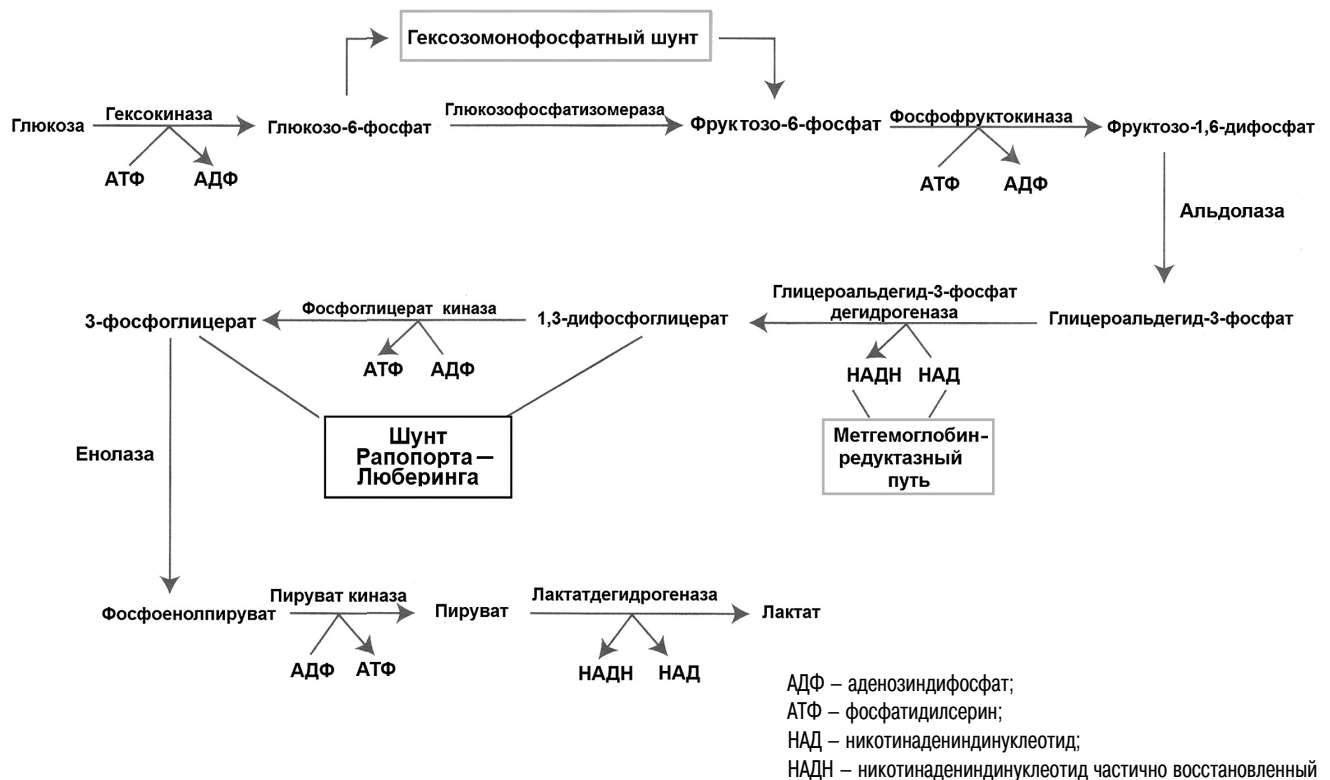 Гексозомонофосфатный шунт
Глюкоза
Гексокиназа
Глюкозо-6-фосфат
Глюкозофосфатизомераза
Фруктозо-6-фосфат
Фосфофруктокиназа
Фруктозо-1,6-дифосфат
АТФ
АДФ
АТФ
АДФ
Альдолаза
3-фосфоглицерат
Фосфоглицерат киназа
1,3-дифосфоглицерат
Глицероальдегид-3-фосфат
дегидрогеназа
Глицероальдегид-3-фосфат
АТФ
АДФ
НАДН
НАД
Енолаза
Шунт
Рапопорта—
Люберинга
Метгемоглобин-
редуктазный
путь
Фосфоенолпируват
Пируват киназа
Пируват
Лактатдегидрогеназа
Лактат
АДФ
АТФ
НАДН
НАД
АДФ – аденозиндифосфат;
АТФ – фосфатидилсерин;
НАД – никотинадениндинуклеотид;
НАДН – никотинадениндинуклеотид частично восстановленный